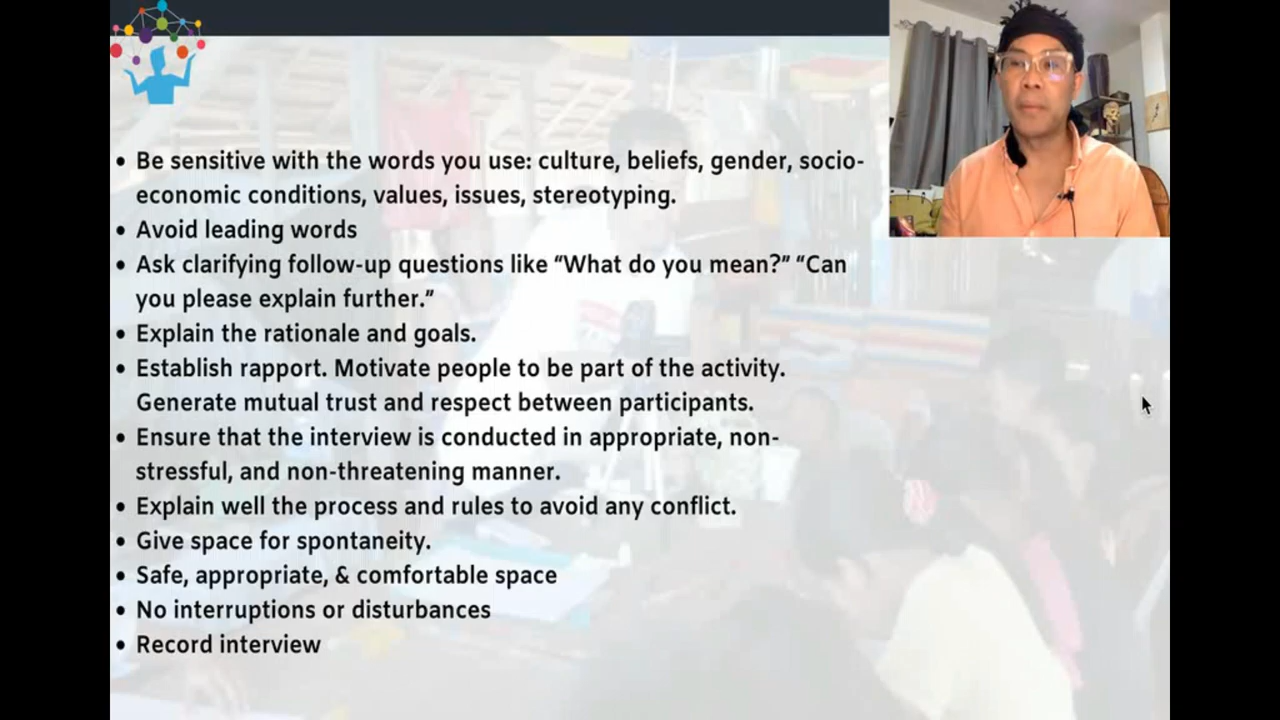 • Be sensitive with the words you use: culture, beliefs, gender, socio-
economic conditions, values, issues, stereotyping.
• Avoid leading words
• Ask clarifying follow-up questions like “What do you mean?” “Can
you please explain further.”
• Explain the rationale and goals.
• Establish rapport. Motivate people to be part of the activity.
Generate mutual trust and respect between participants.
• Ensure that the interview is conducted in appropriate, non-
stressful, and non-threatening manner.
• Explain well the process and rules to avoid any conflict.
• Give space for spontaneity.
• Safe, appropriate, & comfortable space
• No interruptions or disturbances
• Record interview